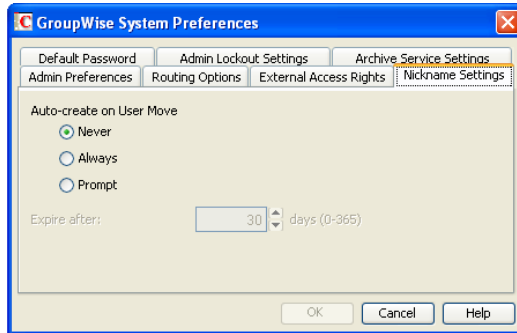 C GroupWise System Preferences
Default Password Admin Lockout Settings Archive Service Settings
Admin Preferences Routing Options External Access Rights Nickname Settings
Auto-create on User Move
Never
Always
Prompt
Expire after: 30 days (0-365)
OK Cancel Help